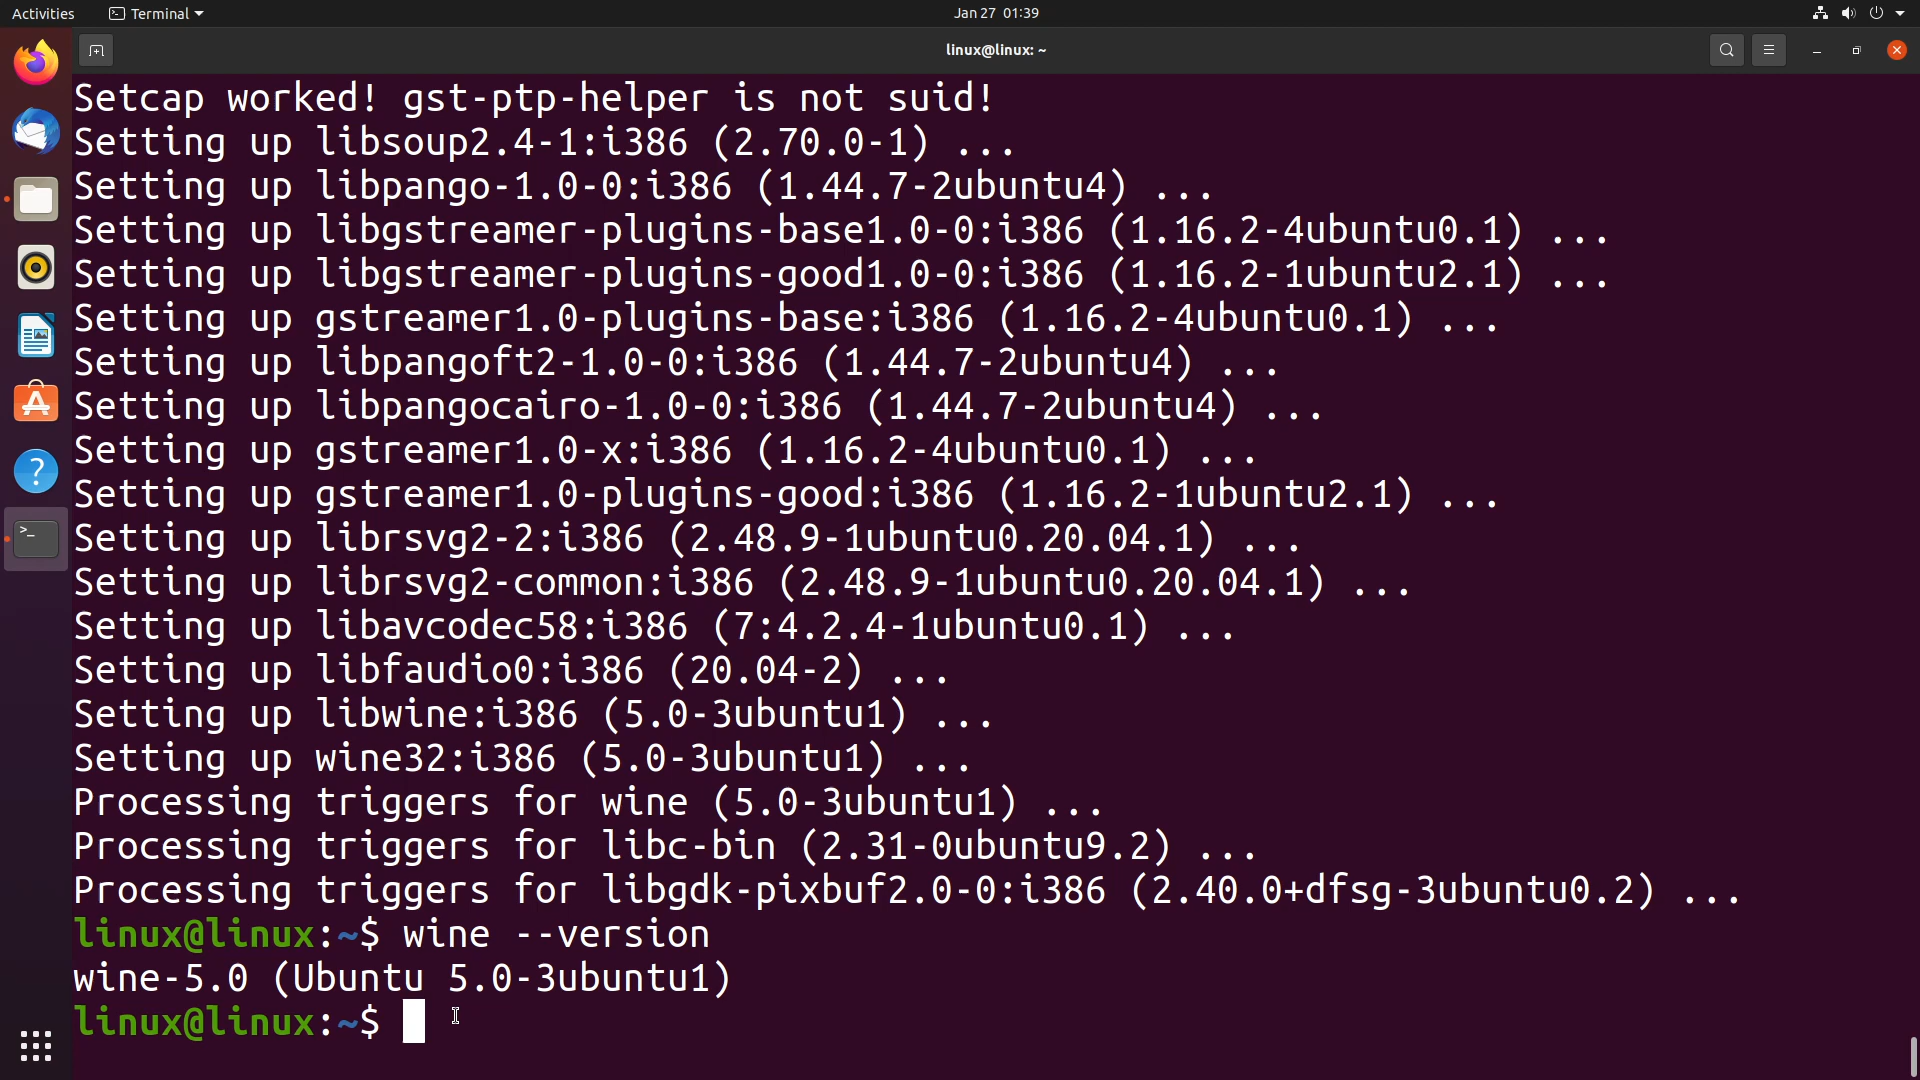 Activities Terminal Jan 27 01:39
linux@linux: ~
Setcap worked! gst-ptp-helper is not suid!
Setting up libsoup2.4-1:i386 (2.70.0-1) ...
Setting up libpango-1.0-0:i386 (1.44.7-2ubuntu4) ...
Setting up libgstreamer-plugins-base1.0-0:i386 (1.16.2-4ubuntu0.1) ...
Setting up libgstreamer-plugins-good1.0-0:i386 (1.16.2-1ubuntu2.1) ...
Setting up gstreamer1.0-plugins-base:i386 (1.16.2-4ubuntu0.1) ...
Setting up libpangoft2-1.0-0:i386 (1.44.7-2ubuntu4) ...
Setting up libpangocairo-1.0-0:i386 (1.44.7-2ubuntu4) ...
Setting up gstreamer1.0-x:i386 (1.16.2-4ubuntu0.1) ...
Setting up gstreamer1.0-plugins-good:i386 (1.16.2-1ubuntu2.1) ...
Setting up librsvg2-2:i386 (2.48.9-1ubuntu0.20.04.1) ...
Setting up librsvg2-common:i386 (2.48.9-1ubuntu0.20.04.1) ...
Setting up libavcodec58:i386 (7:4.2.4-1ubuntu0.1) ...
Setting up libfaudio0:i386 (20.04-2) ...
Setting up libwine:i386 (5.0-3ubuntu1) ...
Setting up wine32:i386 (5.0-3ubuntu1) ...
Processing triggers for wine (5.0-3ubuntu1) ...
Processing triggers for libc-bin (2.31-0ubuntu9.2) ...
Processing triggers for libgdk-pixbuf2.0-0:i386 (2.40.0+dfsg-3ubuntu0.2) ...
linux@linux:~$ wine --version
wine-5.0 (Ubuntu 5.0-3ubuntu1)
linux@linux:~$